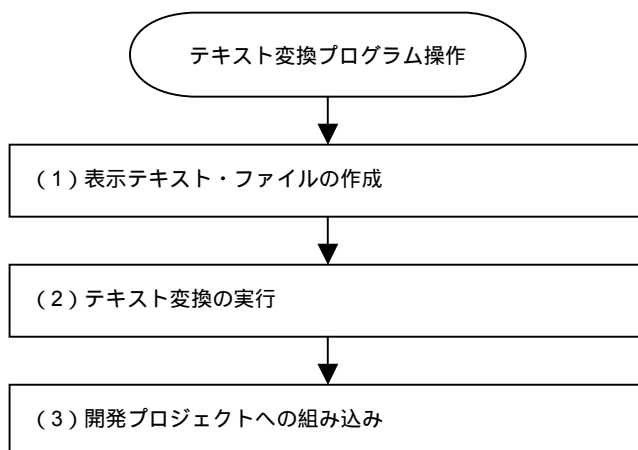 テキスト変換プログラム操作
（1）表示テキスト・ファイルの作成
（2）テキスト変換の実行
（3）開発プロジェクトへの組み込み